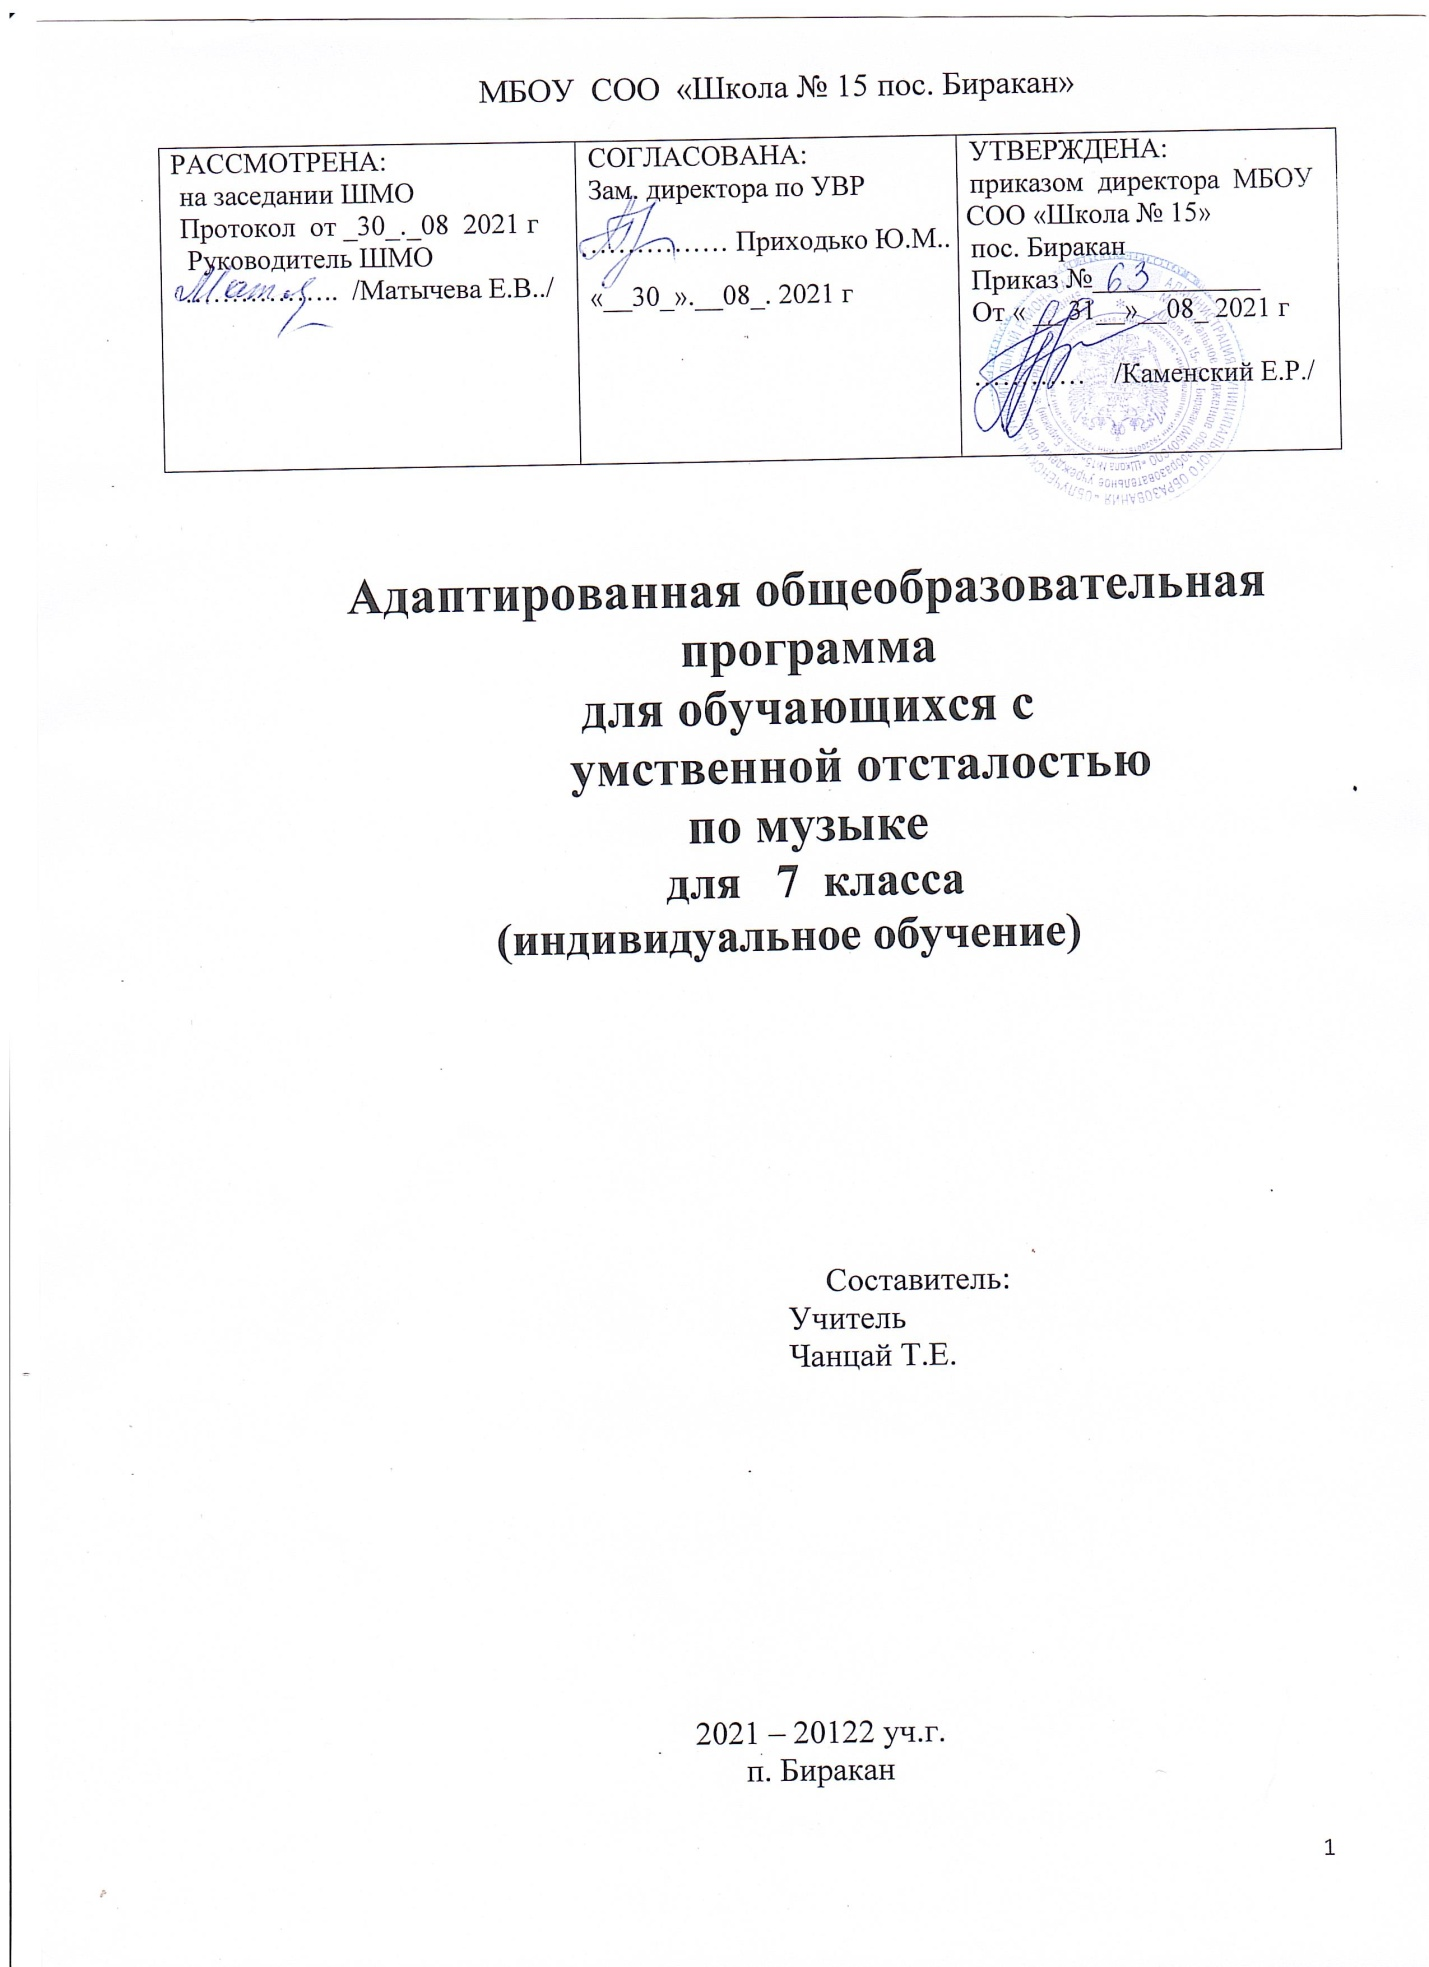 МБОУ СОО «Школа № 15 пос. Биракан»
РАССМОТРЕНА:
на заседании ШМО
Протокол от _30_._08 2021 г
Руководитель ШМО
……………….. /Матычева Е.В../
СОГЛАСОВАНА:
Зам. директора по УВР
…………… Приходько Ю.М..
«__30_».__08_. 2021 г
УТВЕРЖДЕНА:
приказом директора МБОУ
СОО «Школа № 15»
пос. Биракан
Приказ №_63___________
От « __31__»__08_ 2021 г
………… /Каменский Е.Р./
Адаптированная общеобразовательная
программа
для обучающихся с
умственной отсталостью
по музыке
для 7 класса
(индивидуальное обучение)
Составитель:
Учитель
Чанцай Т.Е.
2021 – 20122 уч.г.
п. Биракан
1